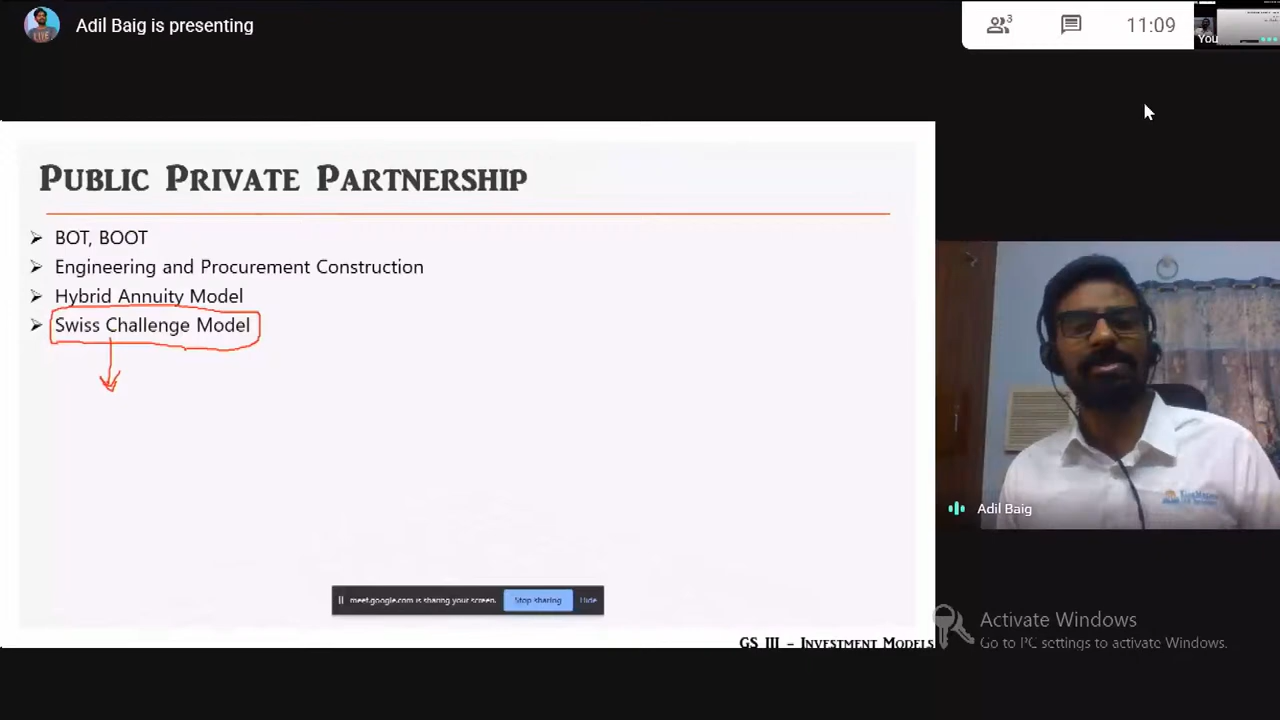 Adil Baig is presenting
3
11:09
You
PUBLIC PRIVATE PARTNERSHIP
➢ BOT, BOOT
➢ Engineering and Procurement Construction
➢ Hybrid Annuity Model
➢ Swiss Challenge Model
Adil Baig
meet.google.com is sharing your screen.
Stop sharing
Hide
Activate Windows
Go to PC settings to activate Windows.
GS III – INVESTMENT MODELS